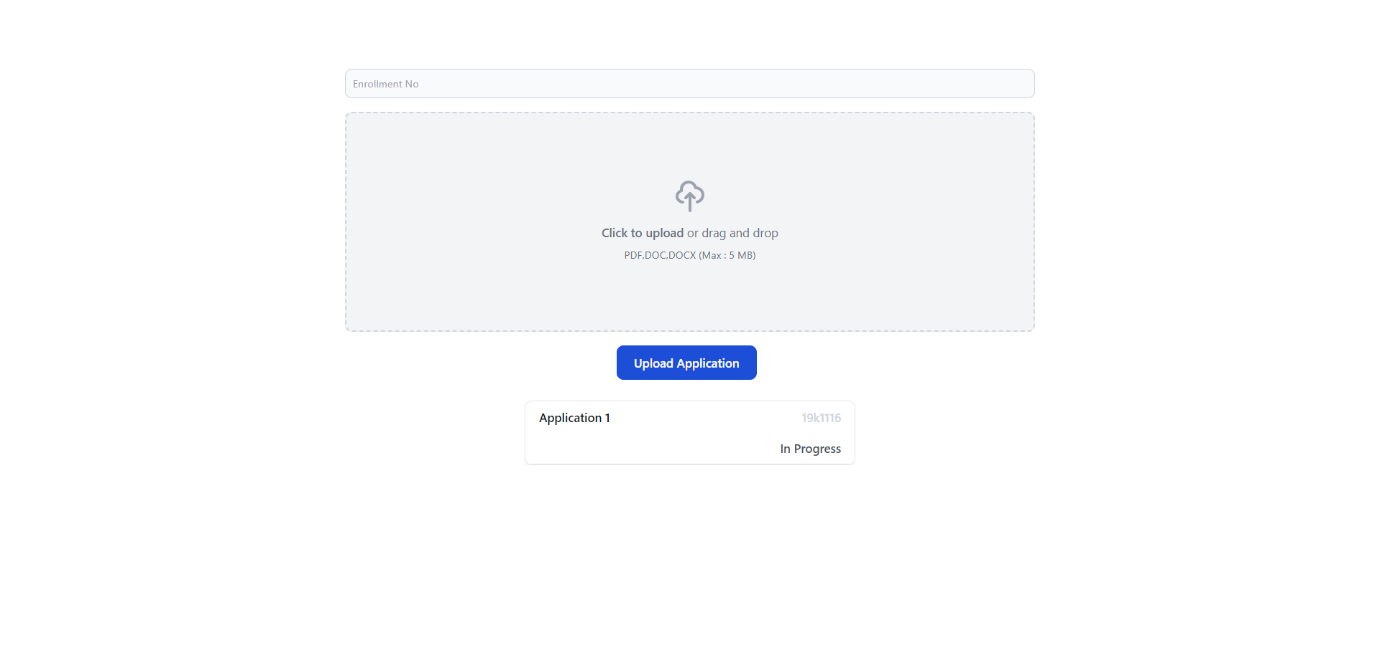 Enrollment No
Click to upload or drag and drop
PDF,DOC,DOCX (Max : 5 MB)
Upload Application
Application 1 19k1116
In Progress